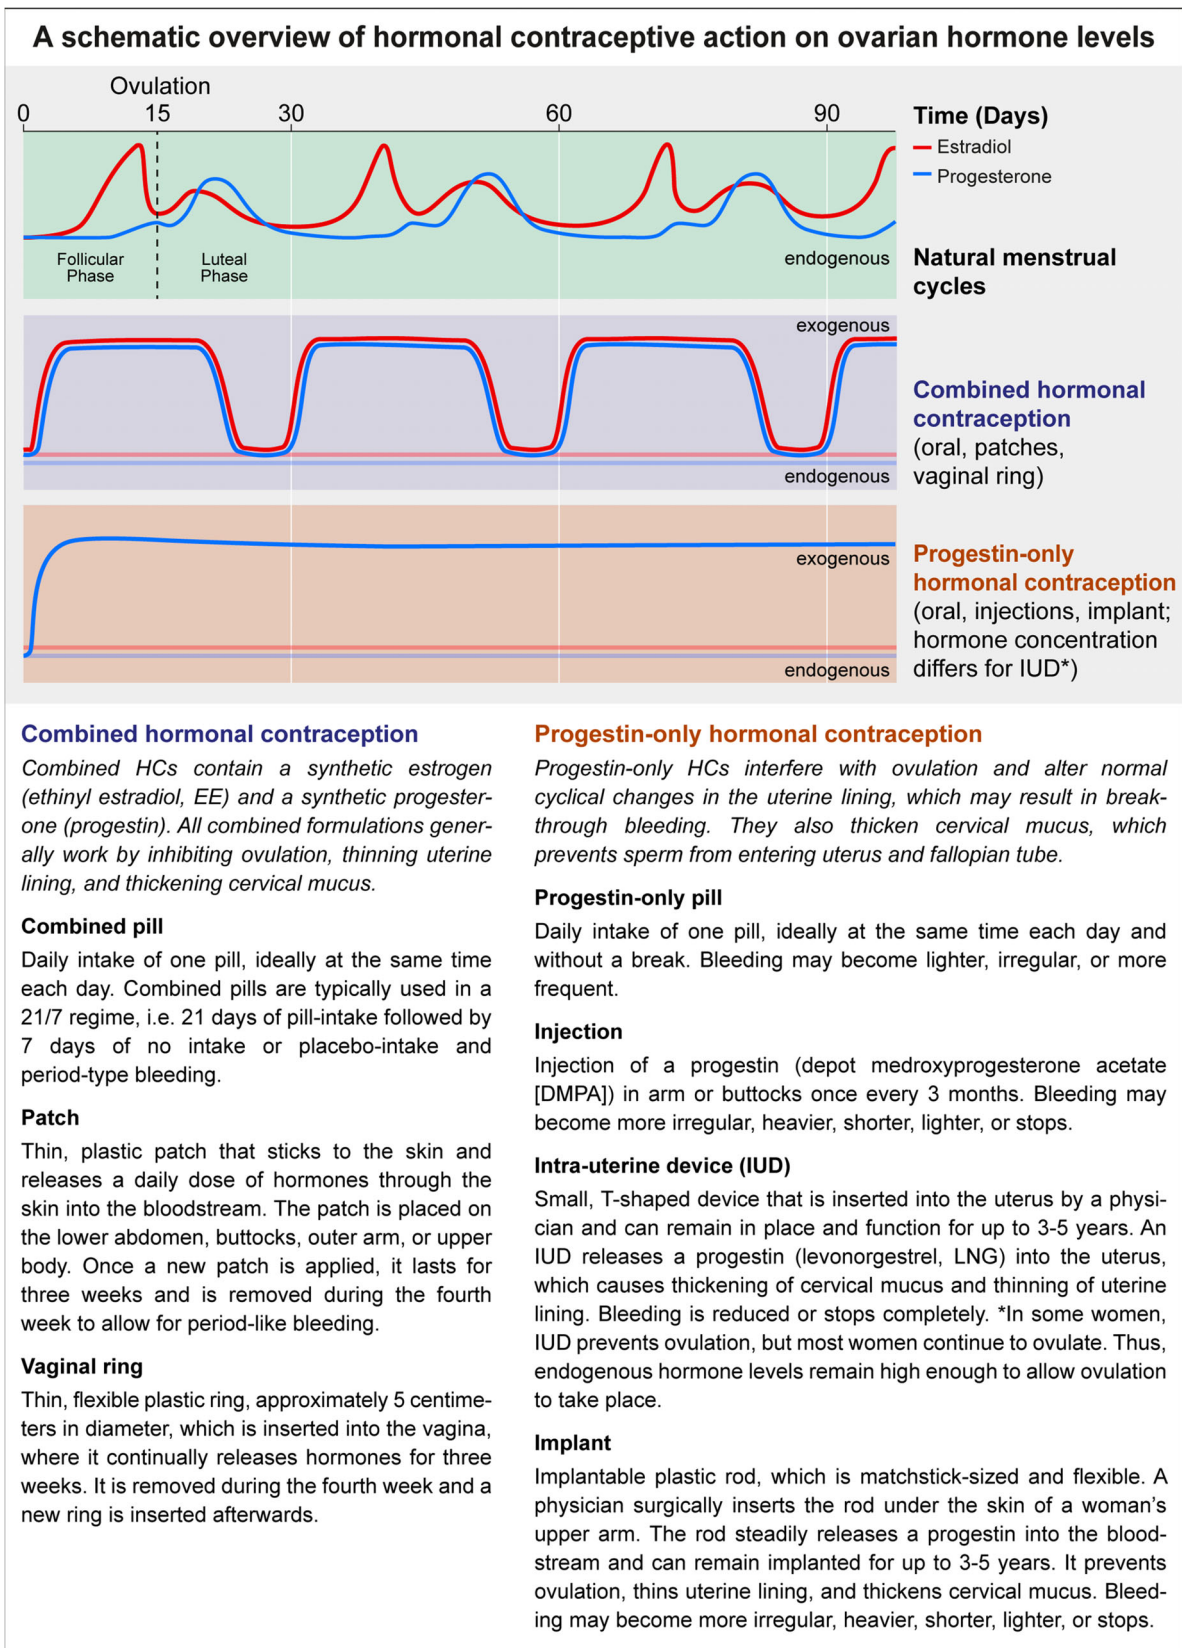 A schematic overview of hormonal contraceptive action on ovarian hormone levels
Ovulation
0 15 30 60 90
Time (Days)
Estradiol
Progesterone
Follicular
Phase
Luteal
Phase
endogenous
Natural menstrual
cycles
exogenous
endogenous
Combined hormonal
contraception
(oral, patches,
vaginal ring)
exogenous
endogenous
Progestin-only
hormonal contraception
(oral, injections, implant;
hormone concentration
differs for IUD*)
Combined hormonal contraception
Combined HCs contain a synthetic estrogen
(ethinyl estradiol, EE) and a synthetic progester-
one (progestin). All combined formulations gener-
ally work by inhibiting ovulation, thinning uterine
lining, and thickening cervical mucus.
Combined pill
Daily intake of one pill, ideally at the same time
each day. Combined pills are typically used in a
21/7 regime, i.e. 21 days of pill-intake followed by
7 days of no intake or placebo-intake and
period-type bleeding.
Patch
Thin, plastic patch that sticks to the skin and
releases a daily dose of hormones through the
skin into the bloodstream. The patch is placed on
the lower abdomen, buttocks, outer arm, or upper
body. Once a new patch is applied, it lasts for
three weeks and is removed during the fourth
week to allow for period-like bleeding.
Vaginal ring
Thin, flexible plastic ring, approximately 5 centime-
ters in diameter, which is inserted into the vagina,
where it continually releases hormones for three
weeks. It is removed during the fourth week and a
new ring is inserted afterwards.
Progestin-only hormonal contraception
Progestin-only HCs interfere with ovulation and alter normal
cyclical changes in the uterine lining, which may result in break-
through bleeding. They also thicken cervical mucus, which
prevents sperm from entering uterus and fallopian tube.
Progestin-only pill
Daily intake of one pill, ideally at the same time each day and
without a break. Bleeding may become lighter, irregular, or more
frequent.
Injection
Injection of a progestin (depot medroxyprogesterone acetate
[DMPA]) in arm or buttocks once every 3 months. Bleeding may
become more irregular, heavier, shorter, lighter, or stops.
Intra-uterine device (IUD)
Small, T-shaped device that is inserted into the uterus by a physi-
cian and can remain in place and function for up to 3-5 years. An
IUD releases a progestin (levonorgestrel, LNG) into the uterus,
which causes thickening of cervical mucus and thinning of uterine
lining. Bleeding is reduced or stops completely. *In some women,
IUD prevents ovulation, but most women continue to ovulate. Thus,
endogenous hormone levels remain high enough to allow ovulation
to take place.
Implant
Implantable plastic rod, which is matchstick-sized and flexible. A
physician surgically inserts the rod under the skin of a woman's
upper arm. The rod steadily releases a progestin into the blood-
stream and can remain implanted for up to 3-5 years. It prevents
ovulation, thins uterine lining, and thickens cervical mucus. Bleed-
ing may become more irregular, heavier, shorter, lighter, or stops.